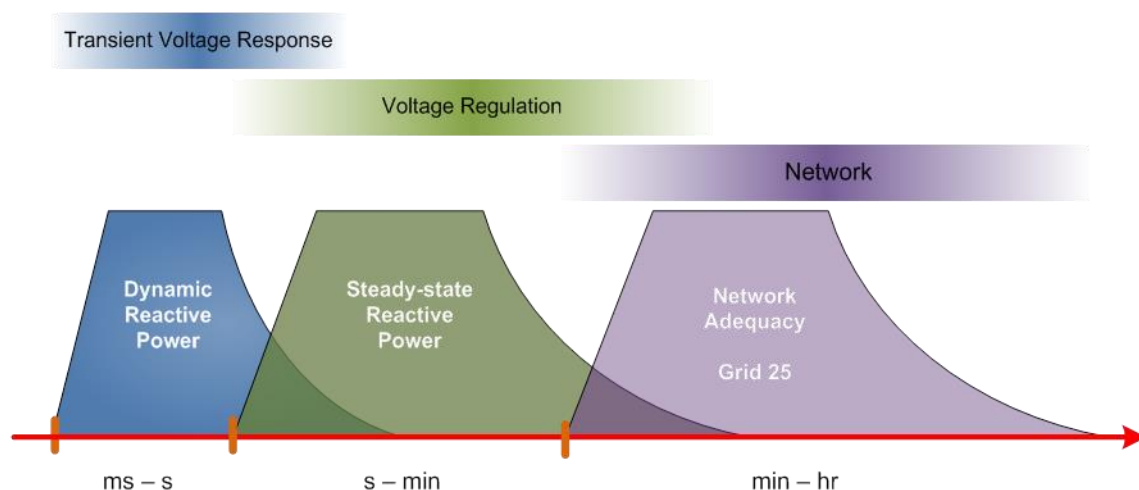 Transient Voltage Response
Voltage Regulation
Network
Dynamic
Reactive
Power
Steady-state
Reactive
Power
Network
Adequacy
Grid 25
ms – s
s – min
min – hr